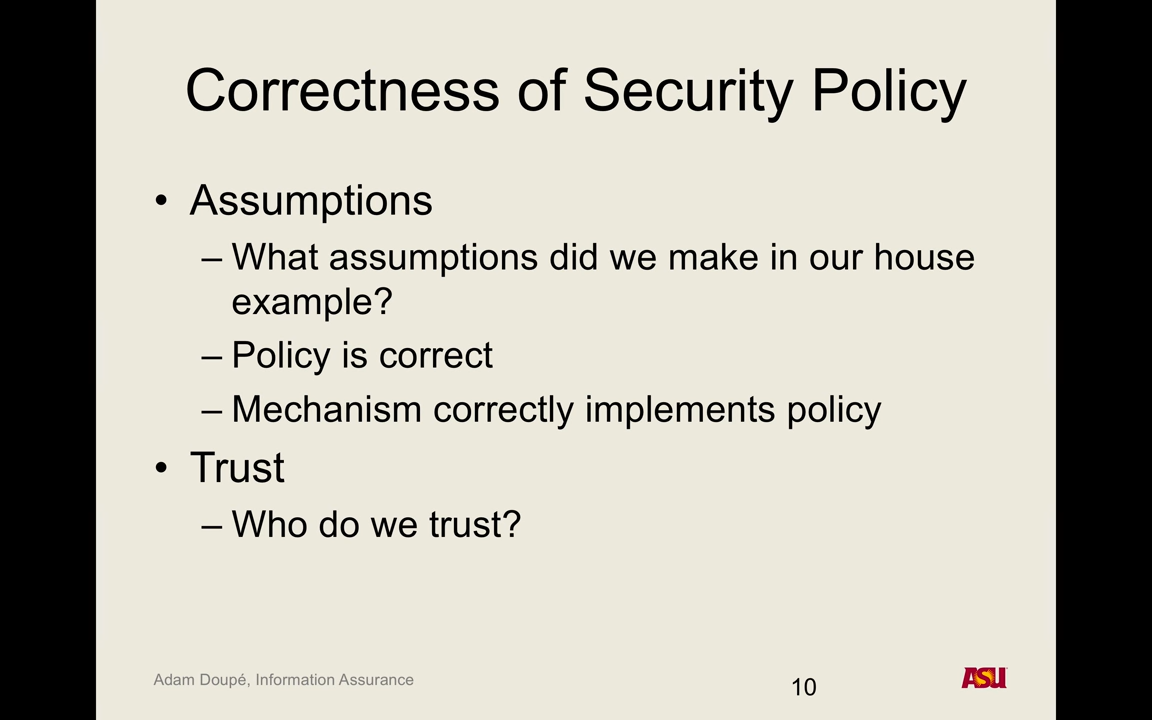 Correctness of Security Policy
• Assumptions
– What assumptions did we make in our house
example?
– Policy is correct
– Mechanism correctly implements policy
• Trust
– Who do we trust?
Adam Doupé, Information Assurance
10
ASU